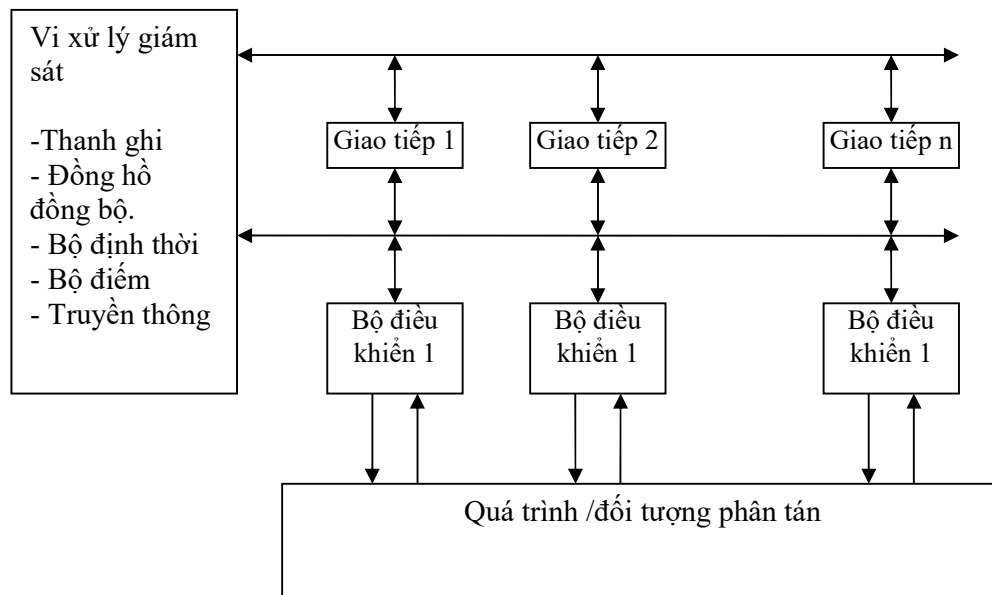 Vi xử lý giám
sát
-Thanh ghi
- Đồng hồ
đồng bộ.
- Bộ định thời
- Bộ điếm
- Truyền thông
Giao tiếp 1
Giao tiếp 2
Giao tiếp n
Bộ điều
khiển 1
Bộ điều
khiển 1
Bộ điều
khiển 1
Quá trình /đối tượng phân tán